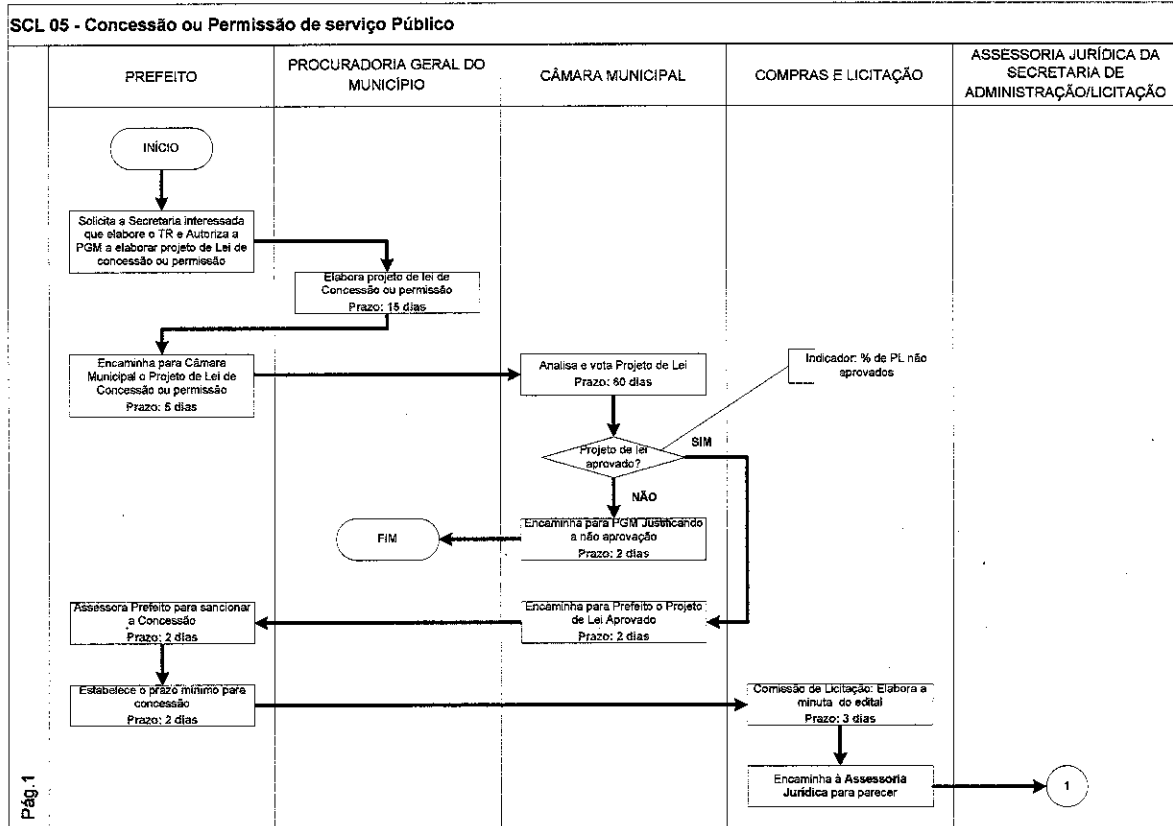 SCL 05 - Concessão ou Permissão de serviço Público
PREFEITO
PROCURADORIA GERAL DO
MUNICÍPIO
CÂMARA MUNICIPAL
COMPRAS E LICITAÇÃO
ASSESSORIA JURÍDICA DA
SECRETARIA DE
ADMINISTRAÇÃO/LICITAÇÃO
INÍCIO
Solicita a Secretaria interessada
que elabore o TR e Autoriza a
PGM a elaborar projeto de Lei de
concessão ou permissão
Elabora projeto de lei de
Concessão ou permissão
Prazo: 15 dias
Encaminha para Câmara
Municipal o Projeto de Lei de
Concessão ou permissão
Prazo: 5 dias
Analisa e vota Projeto de Lei
Prazo: 60 dias
Indicador: % de PL não
aprovados
Projeto de lei
aprovado?
SIM
NÃO
Encaminha para PGM Justificando
a não aprovação
Prazo: 2 dias
FIM
Encaminha para Prefeito o Projeto
de Lei Aprovado
Prazo: 2 dias
Assessora Prefeito para sancionar
a Concessão
Prazo: 2 dias
Estabelece o prazo mínimo para
concessão
Prazo: 2 dias
Comissão de Licitação: Elabora a
minuta do edital
Prazo: 3 dias
Encaminha à Assessoria
Jurídica para parecer
1
Pág.1